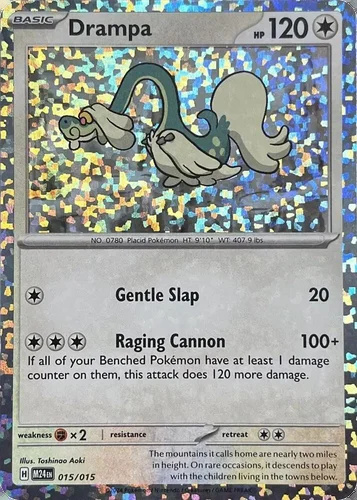 BASIC
Drampa
HP 120
NO. 0780 Placid Pokémon HT: 9'10" WT: 407.9 lbs.
Gentle Slap 20
Raging Cannon 100+
If all of your Benched Pokémon have at least 1 damage
counter on them, this attack does 120 more damage.
weakness ×2 resistance retreat
Illus. Toshinao Aoki
H M24 EN 015/015
The mountains it calls home are nearly two miles
in height. On rare occasions, it descends to play
with the children living in the towns below.